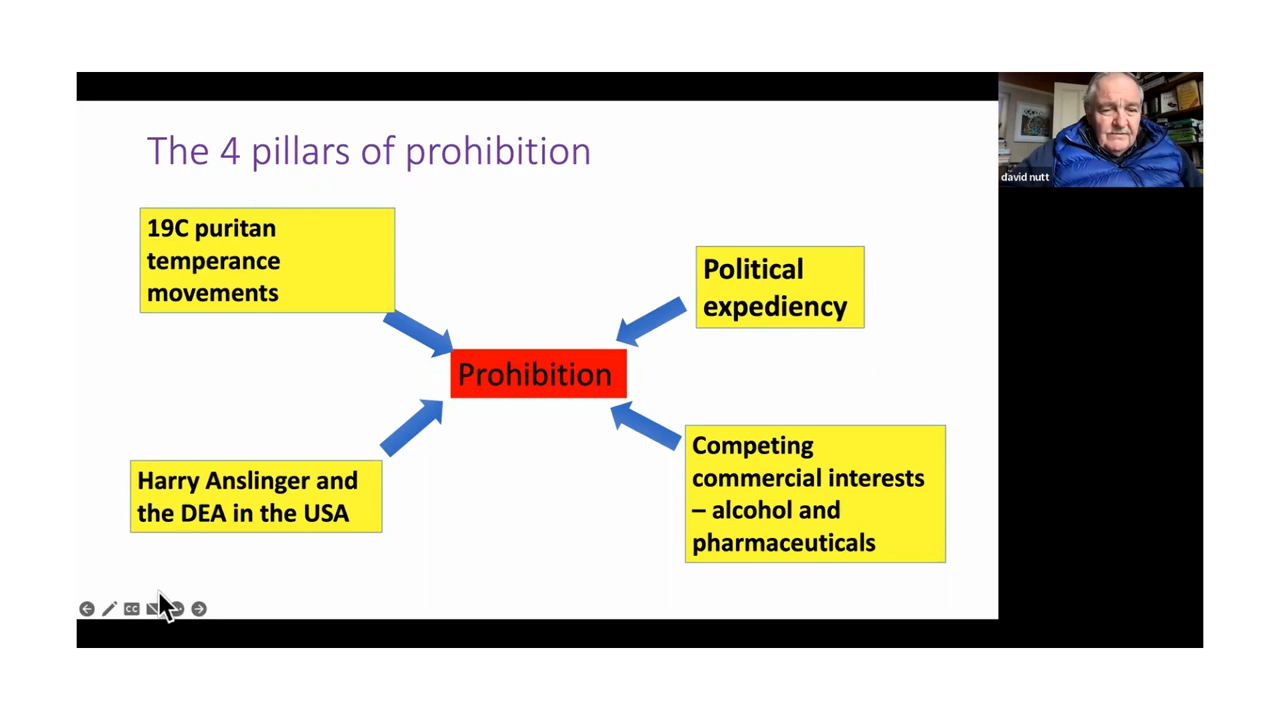 The 4 pillars of prohibition
19C puritan
temperance
movements
Political
expediency
Prohibition
Harry Anslinger and
the DEA in the USA
Competing
commercial interests
– alcohol and
pharmaceuticals
david nutt
CC